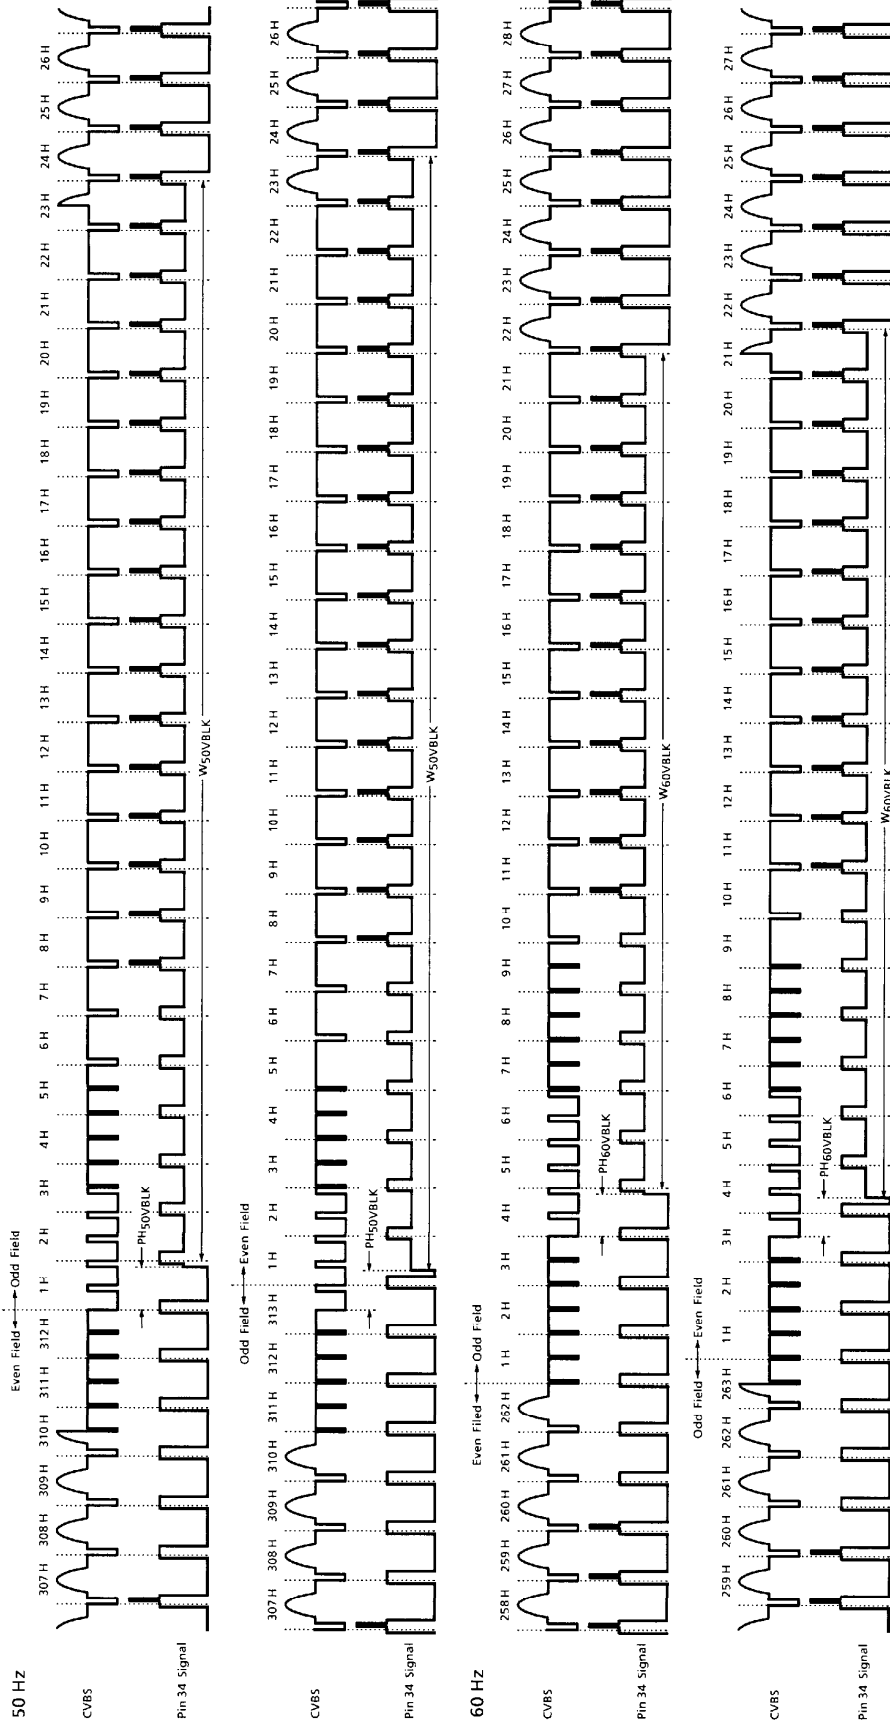 50 Hz
Even Field Odd Field
307 H 308 H 309 H 310 H 311 H 312 H 1 H 2 H 3 H 4 H 5 H 6 H 7 H 8 H 9 H 10 H 11 H 12 H 13 H 14 H 15 H 16 H 17 H 18 H 19 H 20 H 21 H 22 H 23 H 24 H 25 H 26 H
CVBS
PH50VBLK
Pin 34 Signal
W50VBLK
Odd Field Even Field
307 H 308 H 309 H 310 H 311 H 312 H 313 H 1 H 2 H 3 H 4 H 5 H 6 H 7 H 8 H 9 H 10 H 11 H 12 H 13 H 14 H 15 H 16 H 17 H 18 H 19 H 20 H 21 H 22 H 23 H 24 H 25 H 26 H
CVBS
PH50VBLK
Pin 34 Signal
W50VBLK
60 Hz
Even Filed Odd Field
258 H 259 H 260 H 261 H 262 H 1 H 2 H 3 H 4 H 5 H 6 H 7 H 8 H 9 H 10 H 11 H 12 H 13 H 14 H 15 H 16 H 17 H 18 H 19 H 20 H 21 H 22 H 23 H 24 H 25 H 26 H 27 H 28 H
CVBS
PH60VBLK
Pin 34 Signal
W60VBLK
Odd Field Even Field
259 H 260 H 261 H 262 H 263 H 1 H 2 H 3 H 4 H 5 H 6 H 7 H 8 H 9 H 10 H 11 H 12 H 13 H 14 H 15 H 16 H 17 H 18 H 19 H 20 H 21 H 22 H 23 H 24 H 25 H 26 H 27 H
CVBS
PH60VBLK
Pin 34 Signal
W60VBLK